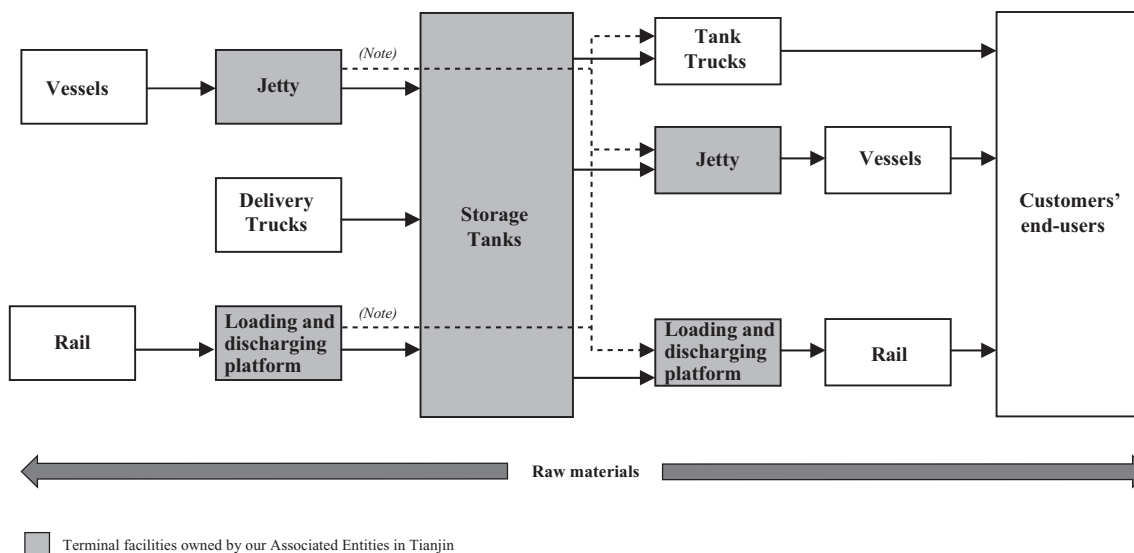 (Note)
Tank
Trucks
Vessels
Jetty
Jetty
Vessels
Delivery
Trucks
Storage
Tanks
Customers’
end-users
(Note)
Rail
Loading and
discharging
platform
Loading and
discharging
platform
Rail
Raw materials
Terminal facilities owned by our Associated Entities in Tianjin